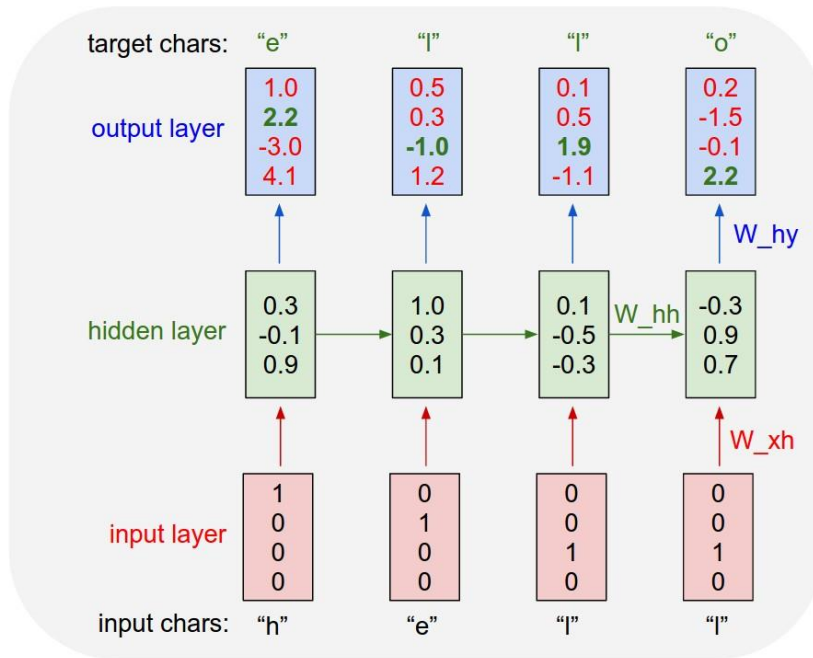 target chars: “e” “l” “l” “o”
1.0 0.5 0.1 0.2
2.2 0.3 0.5 -1.5
output layer -3.0 -1.0 1.9 -0.1
4.1 1.2 -1.1 2.2
W_hy
0.3 1.0 0.1 -0.3
hidden layer -0.1 0.3 -0.5 W_hh 0.9
0.9 0.1 -0.3 0.7
W_xh
1 0 0 0
input layer 0 1 0 0
0 0 1 1
0 0 0 0
input chars: “h” “e” “l” “l”